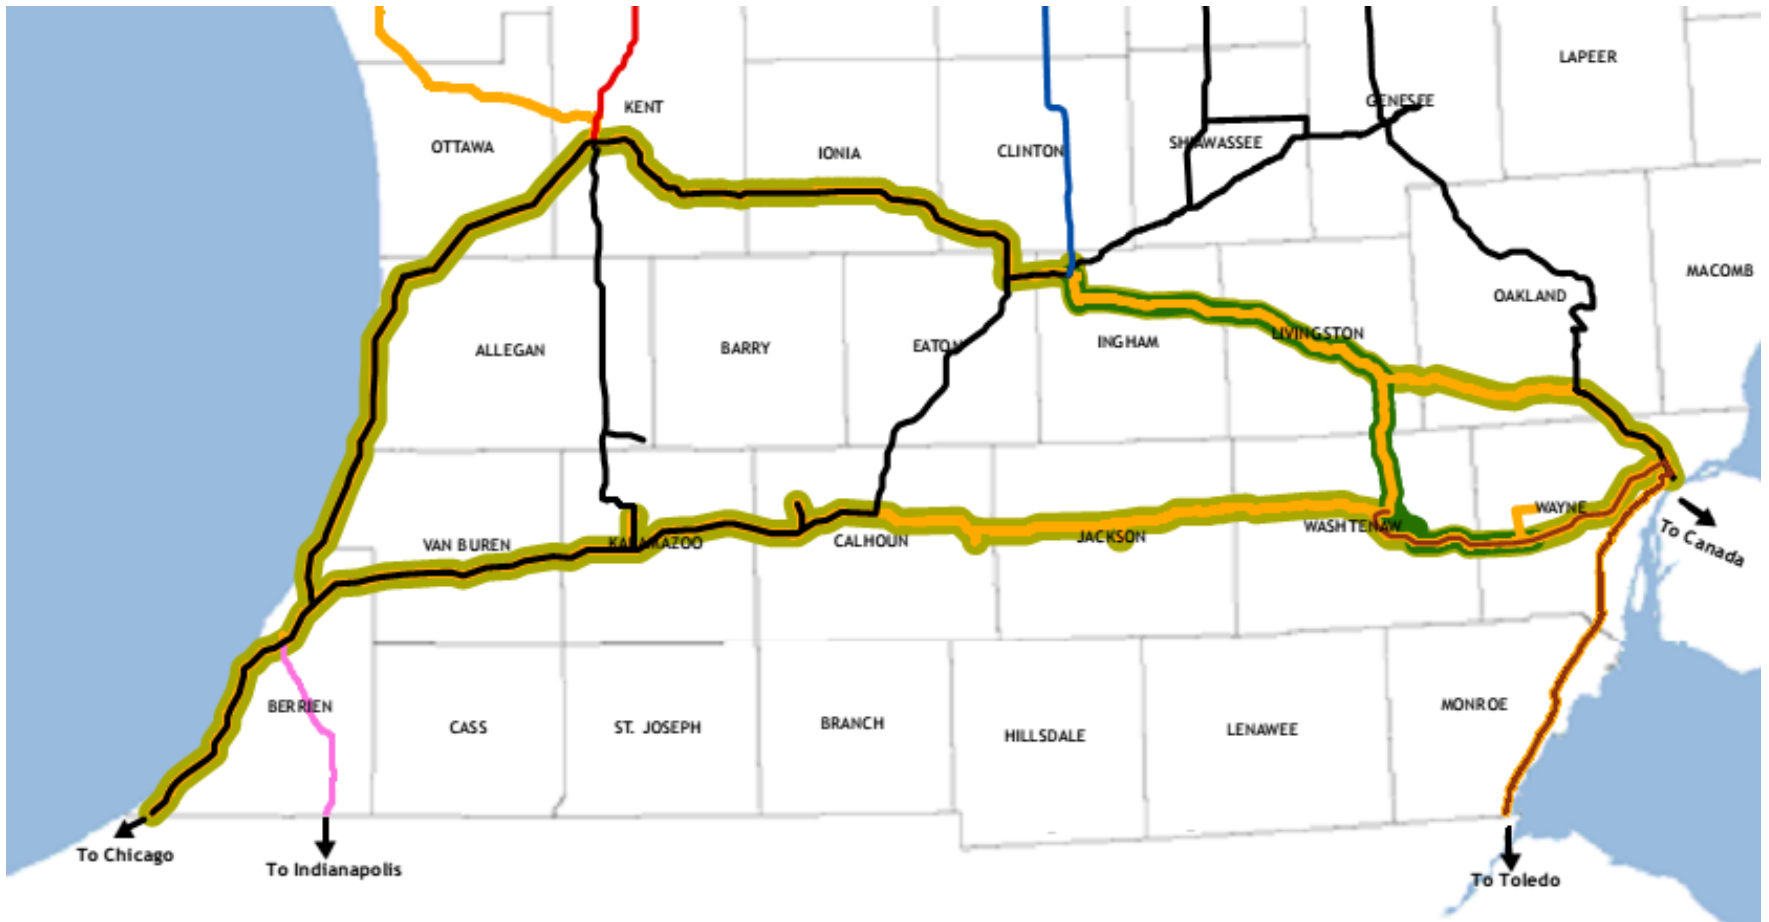 LAPEER
KENT
GENESEE
OTTAWA
IONIA
CLINTON
SHIAWASSEE
MACOMB
OAKLAND
ALLEGAN
BARRY
EATON
INGHAM
LIVINGSTON
VAN BUREN
KALAMAZOO
CALHOUN
JACKSON
WASHTENAW
WAYNE
To Canada
BERRIEN
CASS
ST. JOSEPH
BRANCH
HILLSDALE
LENAWEE
MONROE
To Chicago
To Indianapolis
To Toledo